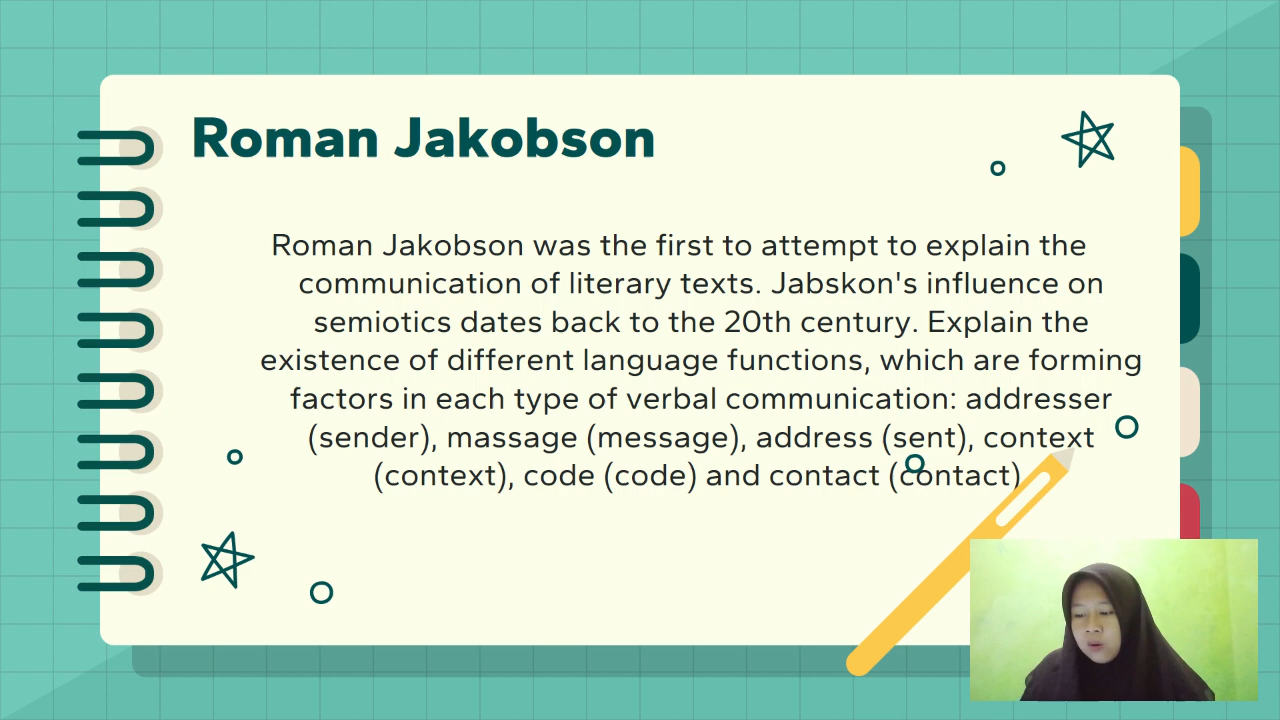 Roman Jakobson
Roman Jakobson was the first to attempt to explain the
communication of literary texts. Jabskon's influence on
semiotics dates back to the 20th century. Explain the
existence of different language functions, which are forming
factors in each type of verbal communication: addresser
(sender), massage (message), address (sent), context
(context), code (code) and contact (contact)